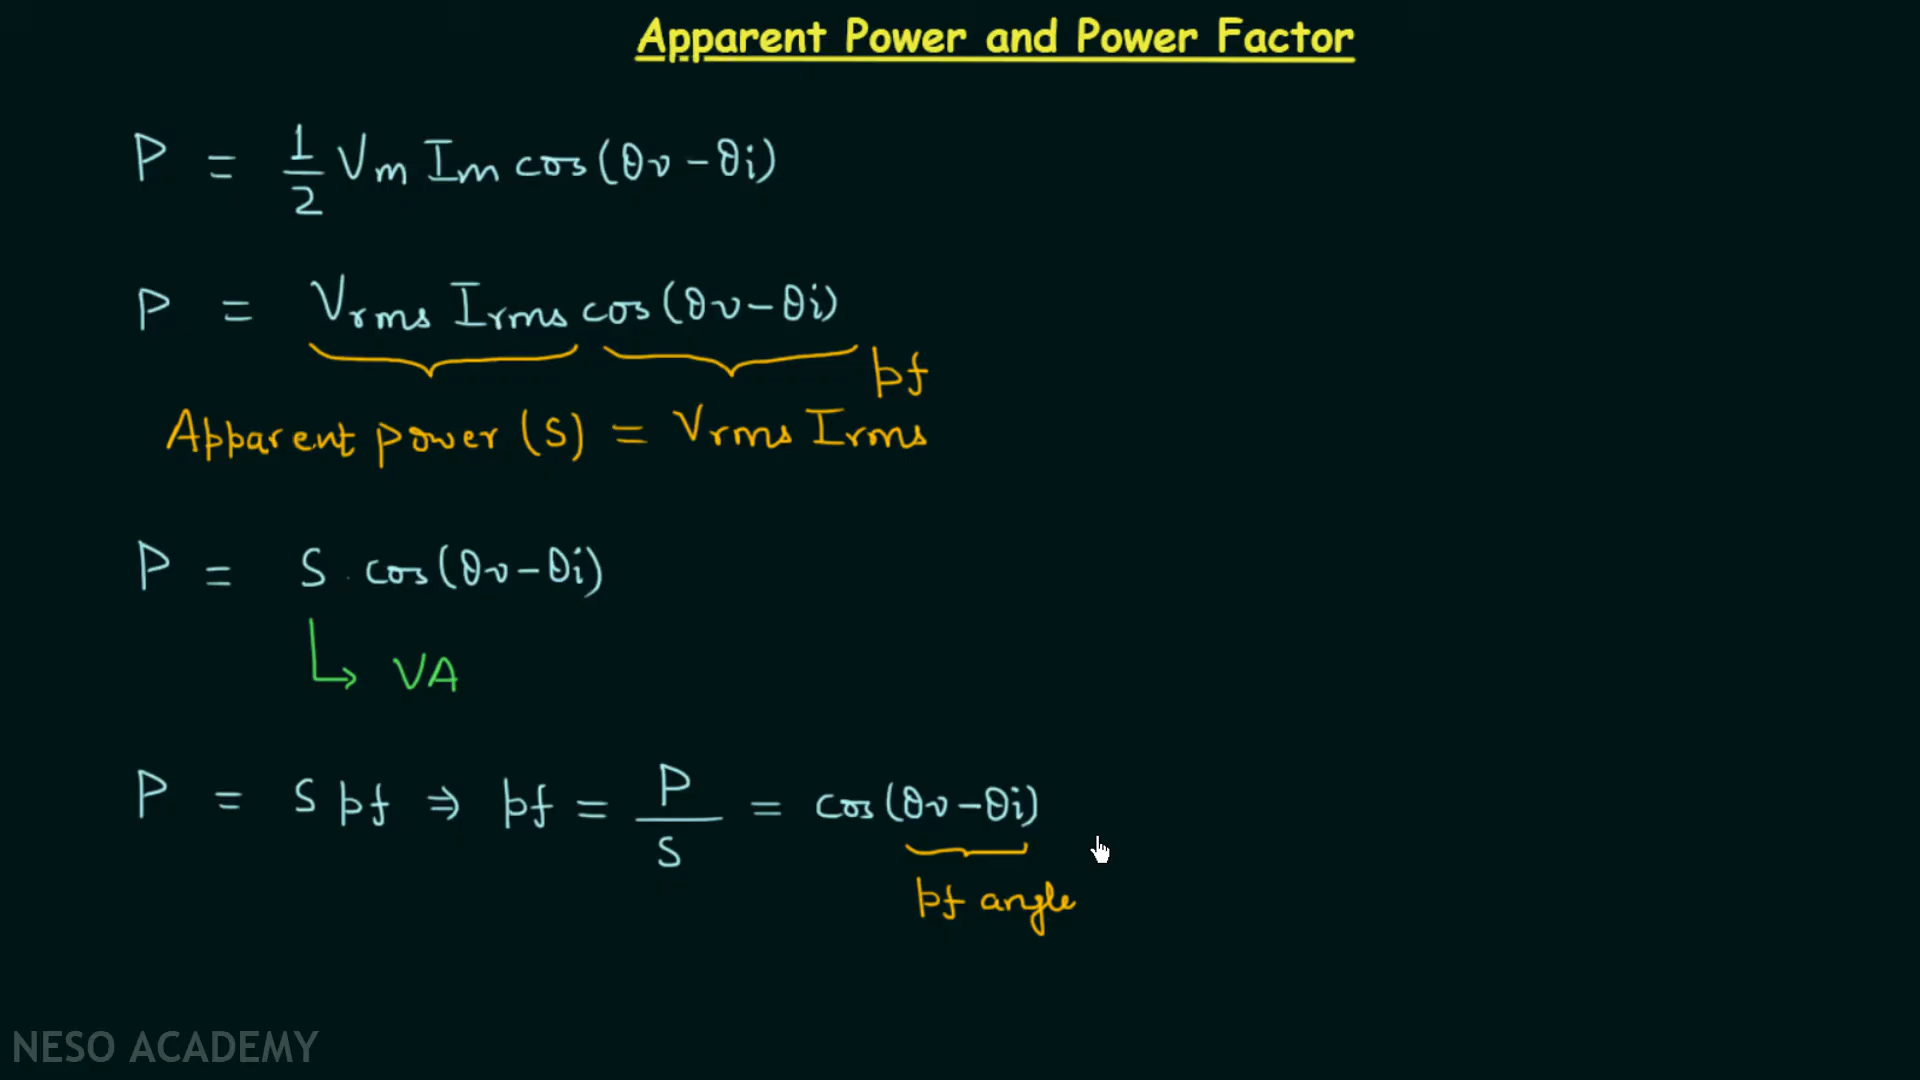 Apparent Power and Power Factor
P = 1/2 Vm Im cos(θv - θi)
P = Vrms Irms cos(θv - θi)
pf
Apparent power (S) = Vrms Irms
P = S . cos(θv - θi)
↳ VA
P = S pf ⇒ pf = P/S = cos(θv - θi)
pf angle
NESO ACADEMY